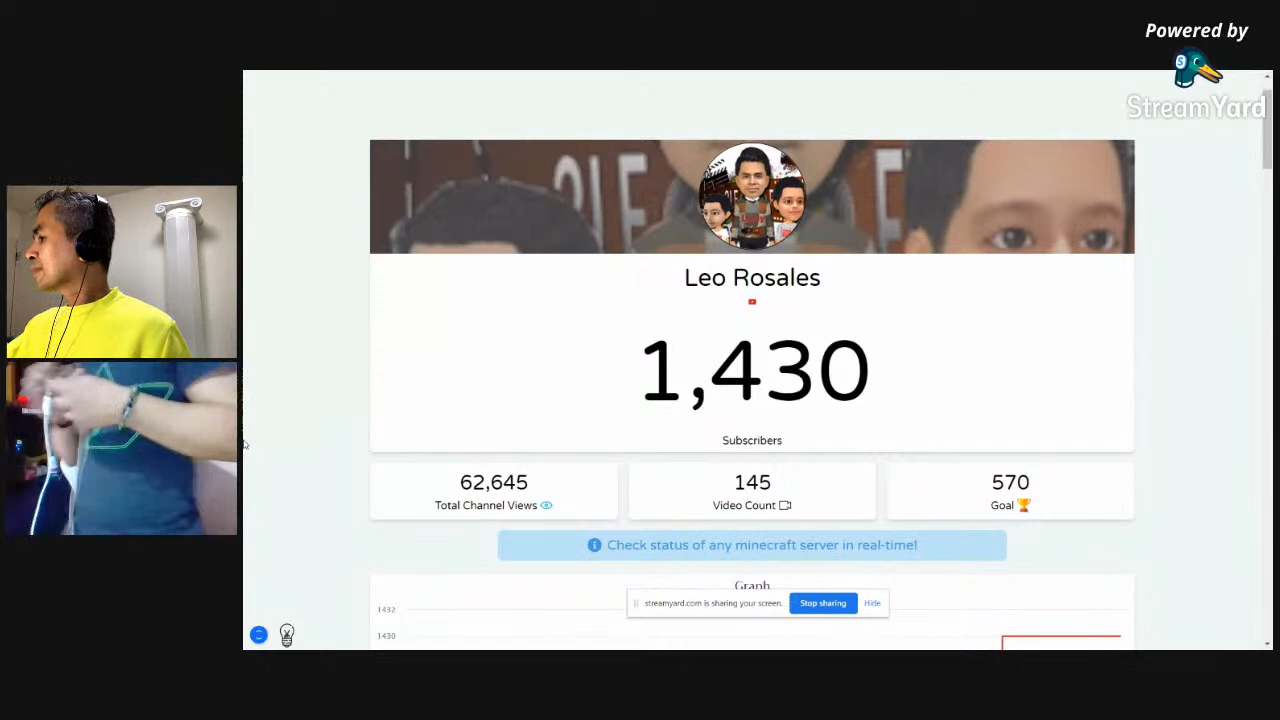 Powered by
StreamYard
Leo Rosales
1,430
Subscribers
62,645
Total Channel Views
145
Video Count
570
Goal
Check status of any minecraft server in real-time!
Graph
streamyard.com is sharing your screen.
Stop sharing
Hide
1432
1430